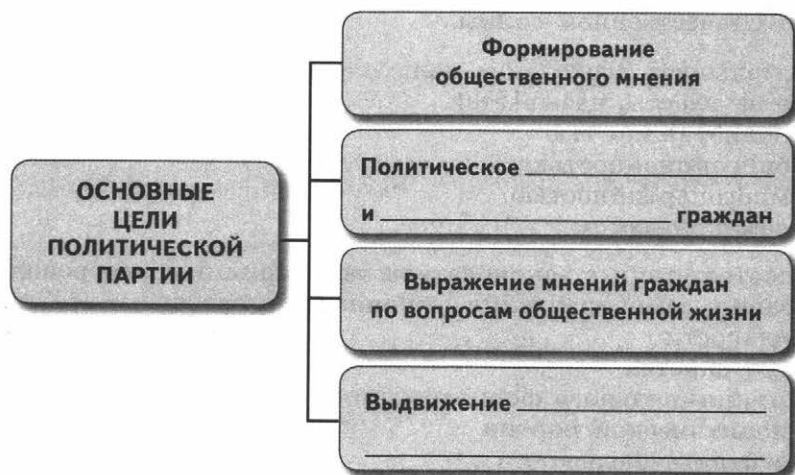 ОСНОВНЫЕ
ЦЕЛИ
ПОЛИТИЧЕСКОЙ
ПАРТИИ
Формирование
общественного мнения
Политическое
и граждан
Выражение мнений граждан
по вопросам общественной жизни
Выдвижение